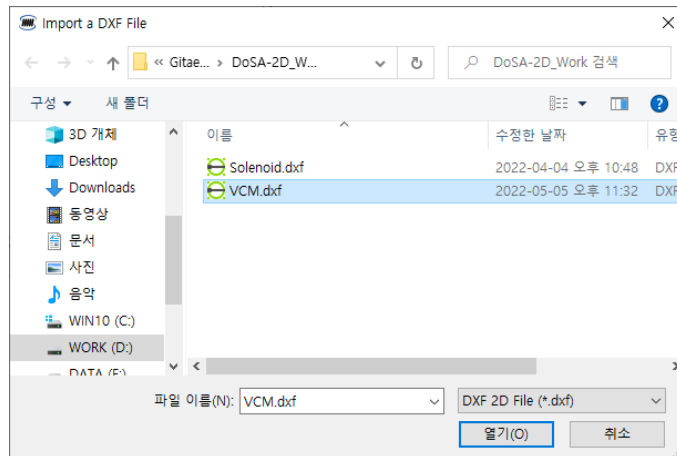 Import a DXF File
« Gitae... › DoSA-2D_W...
DoSA-2D_Work 검색
구성
새 폴더
3D 개체
Desktop
Downloads
동영상
문서
사진
음악
WIN10 (C:)
WORK (D:)
DATA (E:)
이름
수정한 날짜
유형
Solenoid.dxf
2022-04-04 오후 10:48
DXF
VCM.dxf
2022-05-05 오후 11:32
DXF
파일 이름(N):
VCM.dxf
DXF 2D File (*.dxf)
열기(O)
취소